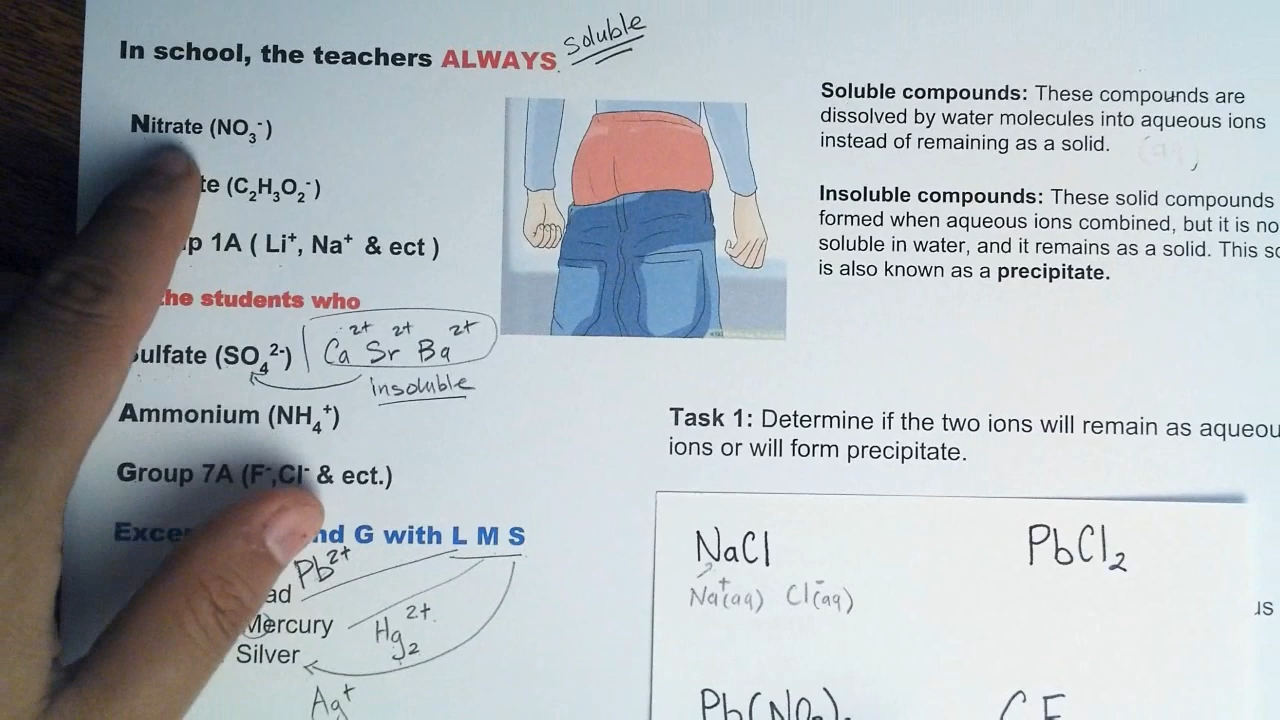 In school, the teachers ALWAYS soluble
Nitrate (NO₃⁻)
te (C₂H₃O₂⁻)
p 1A ( Li⁺, Na⁺ & ect )
the students who
ulfate (SO₄²⁻) Ca²⁺ Sr²⁺ Ba²⁺
insoluble
Ammonium (NH₄⁺)
Group 7A (F⁻,Cl⁻ & ect.)
Exce nd G with L M S
ad Pb²⁺
Mercury Hg₂²⁺
Silver
Ag⁺
Soluble compounds: These compounds are
dissolved by water molecules into aqueous ions
instead of remaining as a solid.
Insoluble compounds: These solid compounds
formed when aqueous ions combined, but it is no
soluble in water, and it remains as a solid. This so
is also known as a precipitate.
Task 1: Determine if the two ions will remain as aqueou
ions or will form precipitate.
NaCl PbCl₂
Na⁺(aq) Cl⁻(aq)
us
Pb(NO₃)₂